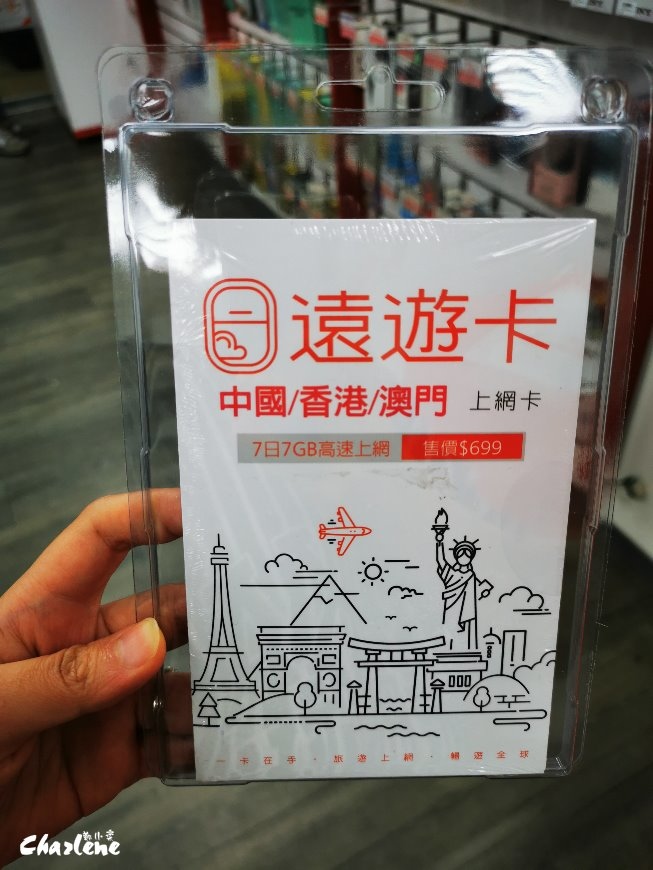 遠遊卡
中國/香港/澳門 上網卡
7日7GB高速上網 售價$699
一卡在手・旅遊上網・暢遊全球
Charlene